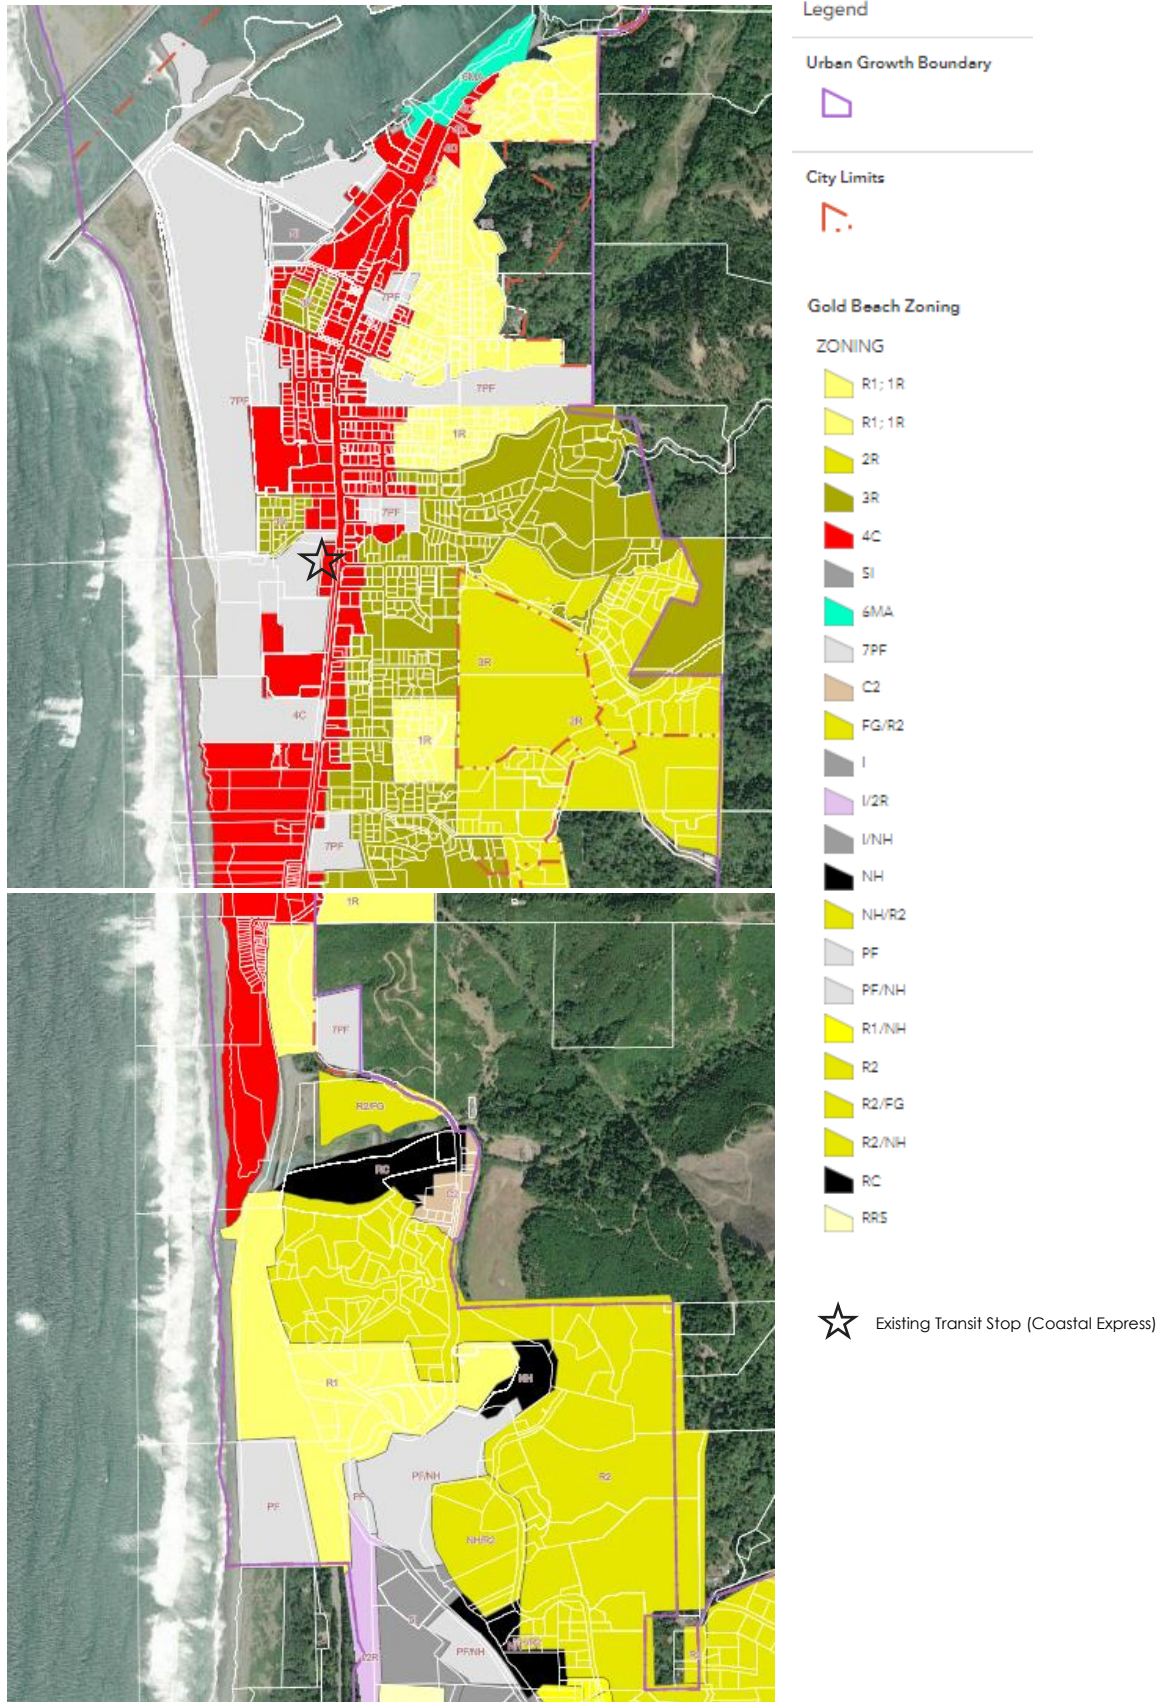 Legend
Urban Growth Boundary
City Limits
Gold Beach Zoning
ZONING
R1; 1R
R1; 1R
2R
3R
4C
5I
6MA
7PF
C2
FG/R2
I
I/2R
I/NH
NH
NH/R2
PF
PF/NH
R1/NH
R2
R2/FG
R2/NH
RC
RR5
Existing Transit Stop (Coastal Express)
6MA
7PF
7PF
7PF
1R
7PF
3R
2R
4C
1R
7PF
1R
7PF
R2/FG
RC
C2
R1
NH
PF/NH
R2
PF
PF
NH/R2
PF/NH